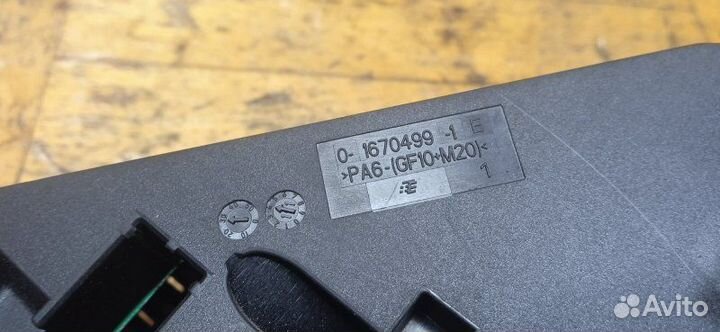 0- 1670499 -1 E
>PA6-(GF10+M20)<
1
Avito